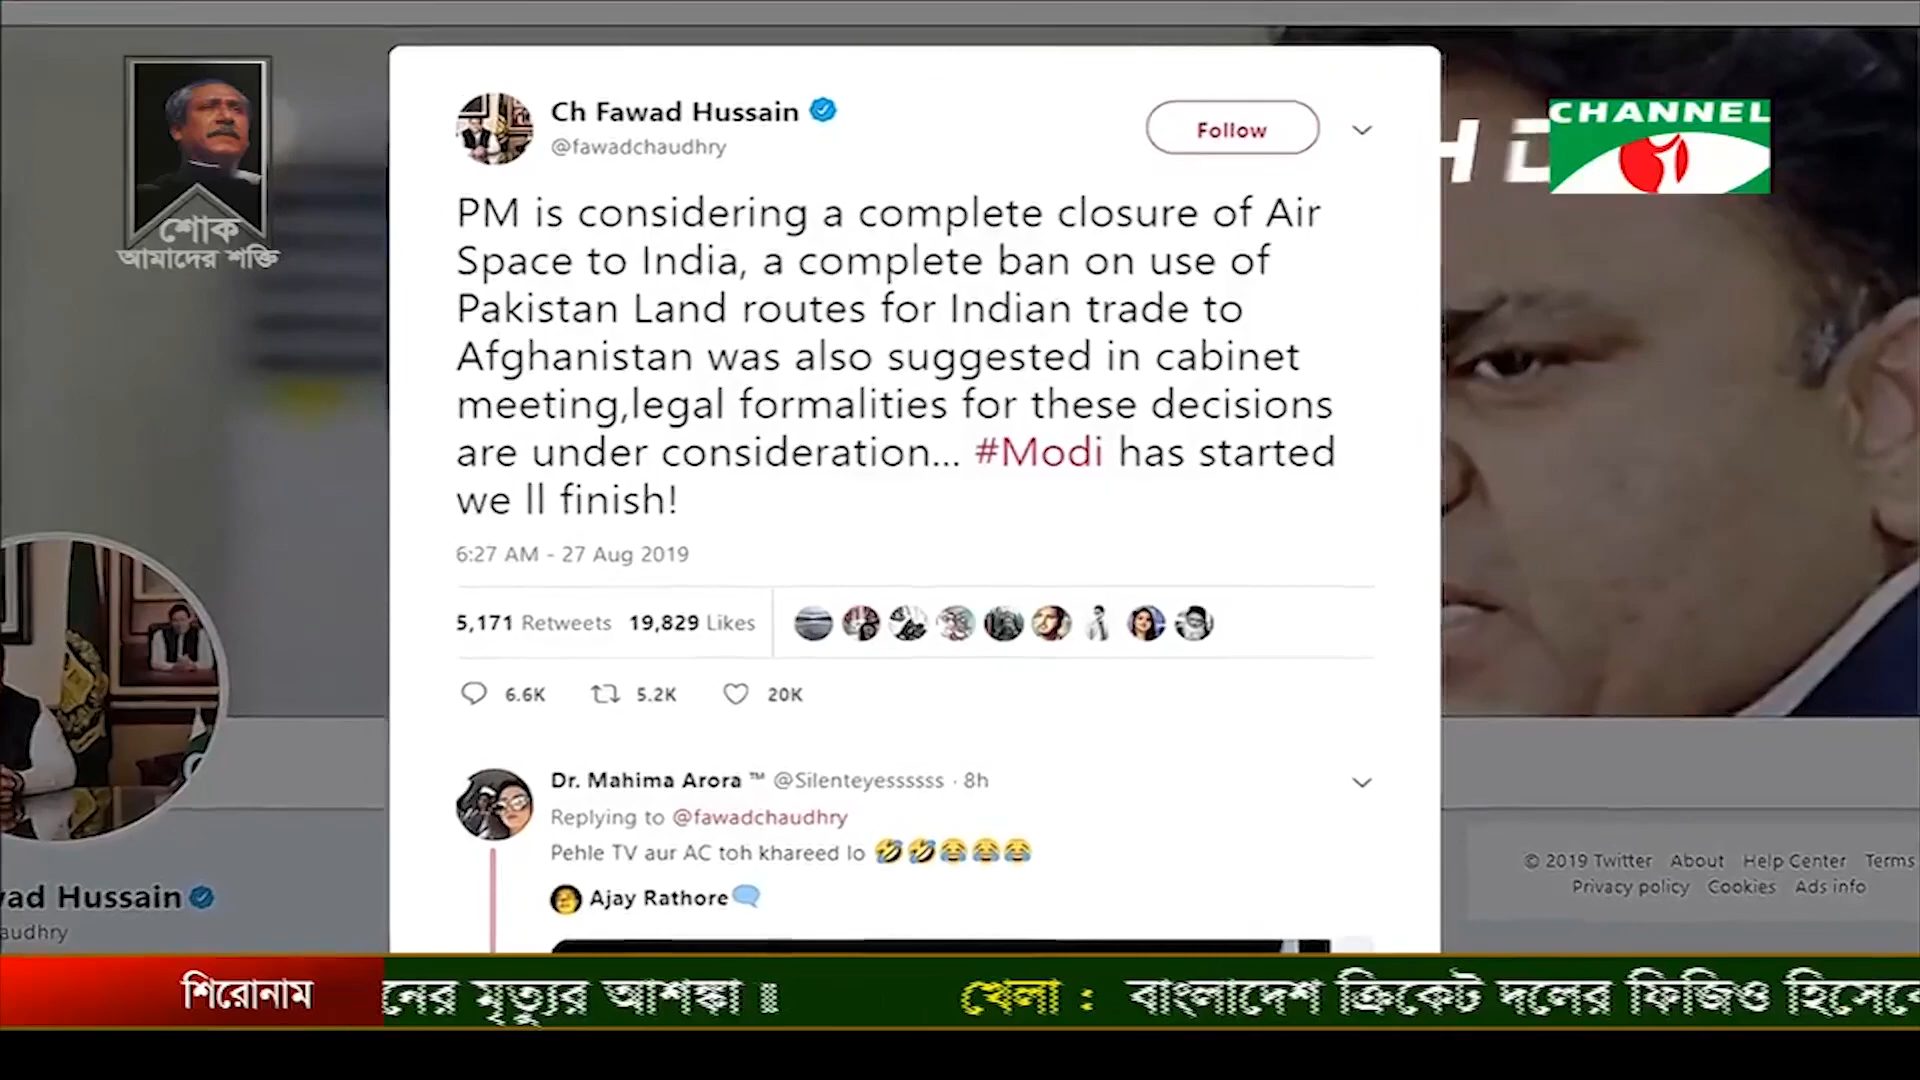 শোক
আমাদের শক্তি
CHANNEL
Ch Fawad Hussain
@fawadchaudhry
Follow
PM is considering a complete closure of Air
Space to India, a complete ban on use of
Pakistan Land routes for Indian trade to
Afghanistan was also suggested in cabinet
meeting,legal formalities for these decisions
are under consideration... #Modi has started
we ll finish!
6:27 AM - 27 Aug 2019
5,171 Retweets 19,829 Likes
6.6K 5.2K 20K
Dr. Mahima Arora ™ @Silenteyessssss · 8h
Replying to @fawadchaudhry
Pehle TV aur AC toh khareed lo 🤣🤣😂😂😂
Ajay Rathore
© 2019 Twitter About Help Center Terms
Privacy policy Cookies Ads info
wad Hussain
audhry
শিরোনাম
নের মৃত্যুর আশঙ্কা ॥ খেলা : বাংলাদেশ ক্রিকেট দলের ফিজিও হিসেবে